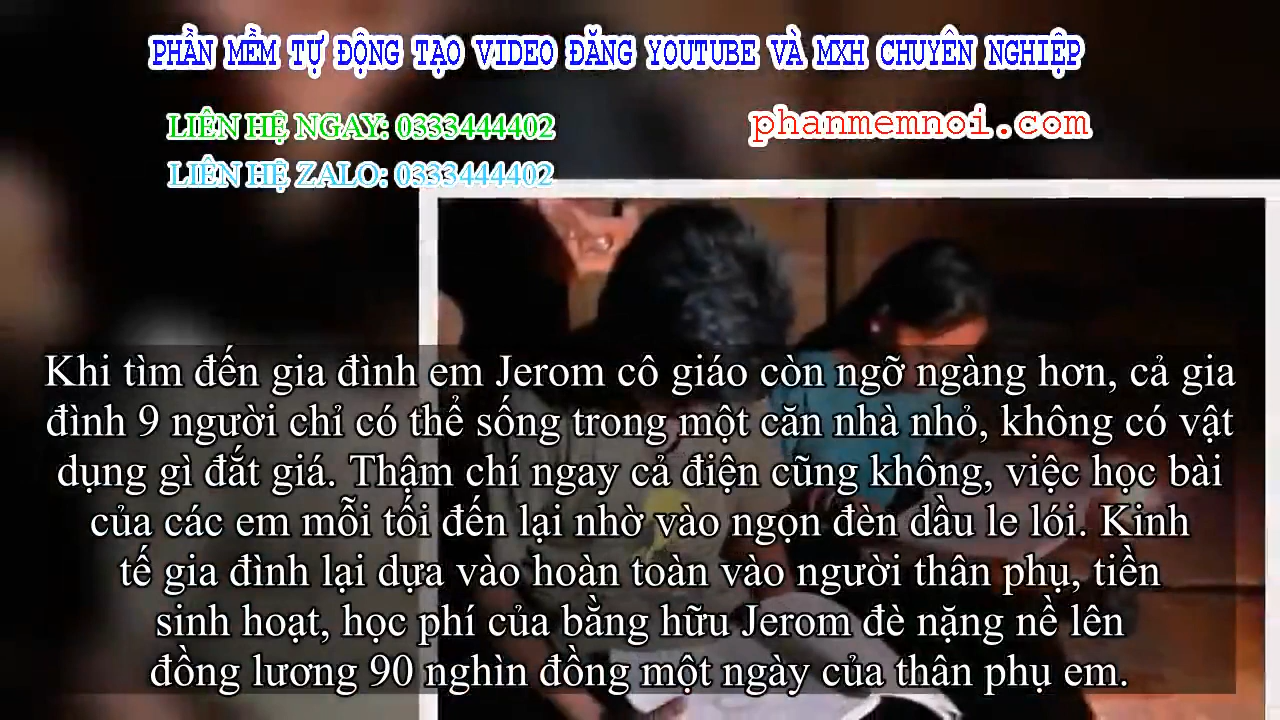 PHẦN MỀM TỰ ĐỘNG TẠO VIDEO ĐĂNG YOUTUBE VÀ MXH CHUYÊN NGHIỆP
LIÊN HỆ NGAY: 0333444402
phanmemnoi.com
LIÊN HỆ ZALO: 0333444402
Khi tìm đến gia đình em Jerom cô giáo còn ngỡ ngàng hơn, cả gia
đình 9 người chỉ có thể sống trong một căn nhà nhỏ, không có vật
dụng gì đắt giá. Thậm chí ngay cả điện cũng không, việc học bài
của các em mỗi tối đến lại nhờ vào ngọn đèn dầu le lói. Kinh
tế gia đình lại dựa vào hoàn toàn vào người thân phụ, tiền
sinh hoạt, học phí của bằng hữu Jerom đè nặng nề lên
đồng lương 90 nghìn đồng một ngày của thân phụ em.